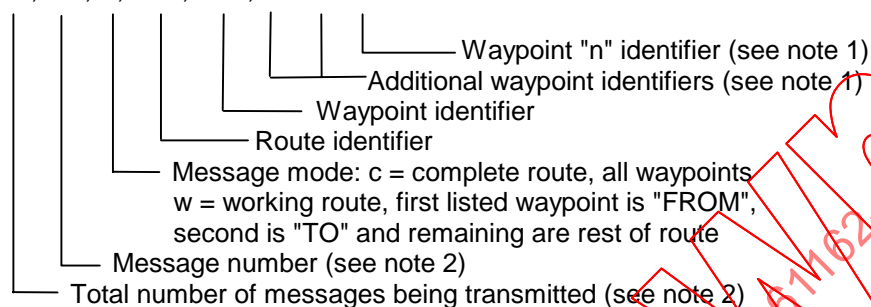 Waypoint "n" identifier (see note 1)
Additional waypoint identifiers (see note 1)
Waypoint identifier
Route identifier
Message mode: c = complete route, all waypoints
w = working route, first listed waypoint is "FROM",
second is "TO" and remaining are rest of route
Message number (see note 2)
Total number of messages being transmitted (see note 2)
61162